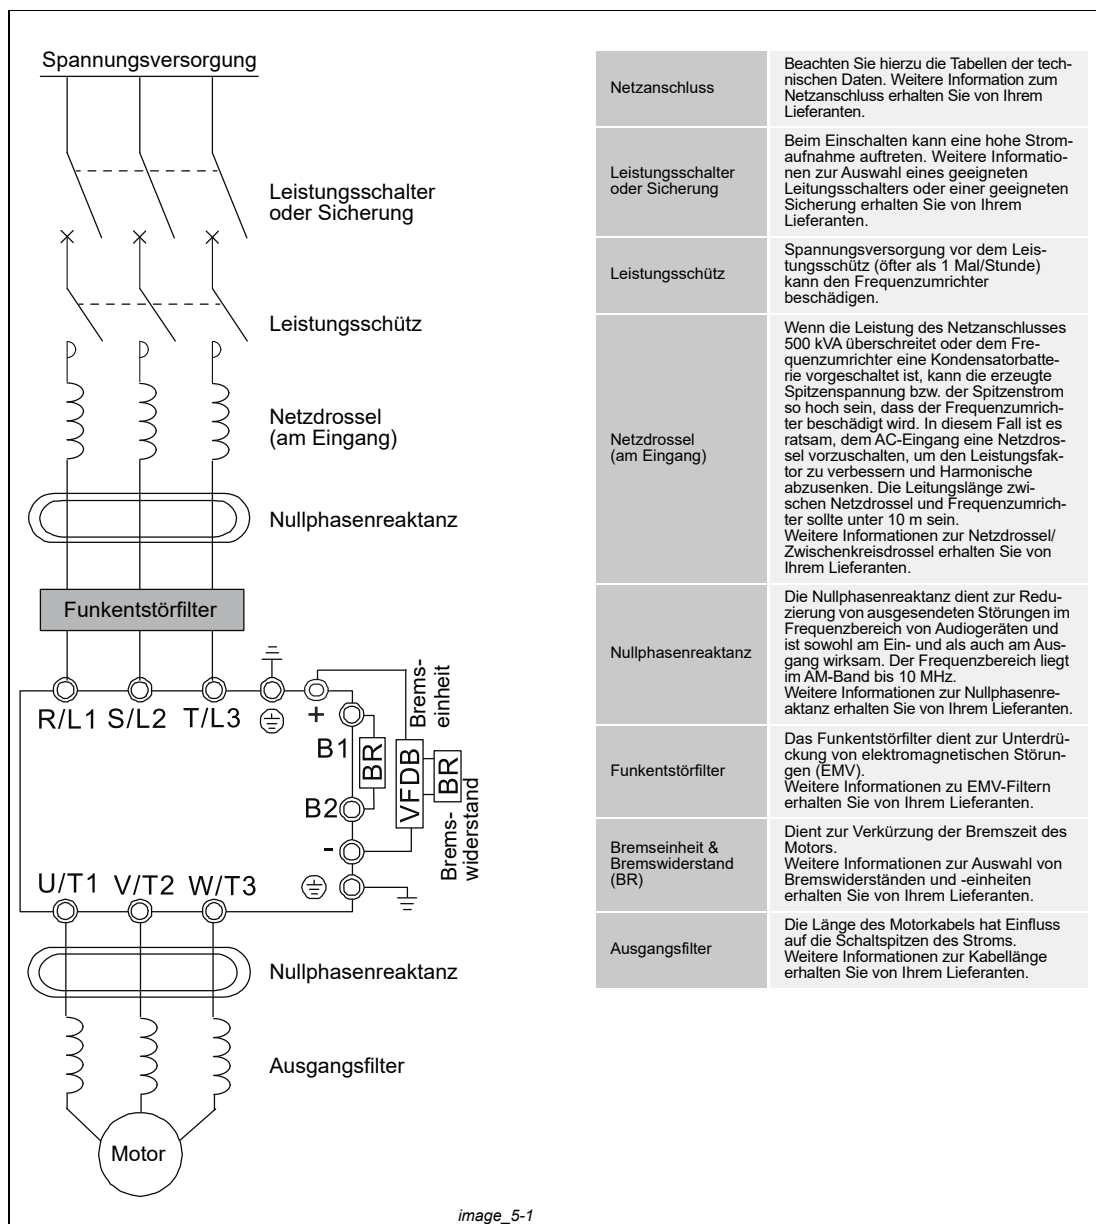 Spannungsversorgung
Leistungsschalter
oder Sicherung
Leistungsschütz
Netzdrossel
(am Eingang)
Nullphasenreaktanz
Funkentstörfilter
R/L1 S/L2 T/L3
+
B1
BR
B2
-
VFDB
BR
Brems-
einheit
Brems-
widerstand
U/T1 V/T2 W/T3
Nullphasenreaktanz
Ausgangsfilter
Motor
Netzanschluss
Beachten Sie hierzu die Tabellen der tech-
nischen Daten. Weitere Information zum
Netzanschluss erhalten Sie von Ihrem
Lieferanten.
Leistungsschalter
oder Sicherung
Beim Einschalten kann eine hohe Strom-
aufnahme auftreten. Weitere Informatio-
nen zur Auswahl eines geeigneten
Leitungsschalters oder einer geeigneten
Sicherung erhalten Sie von Ihrem
Lieferanten.
Leistungsschütz
Spannungsversorgung vor dem Leis-
tungsschütz (öfter als 1 Mal/Stunde)
kann den Frequenzumrichter
beschädigen.
Netzdrossel
(am Eingang)
Wenn die Leistung des Netzanschlusses
500 kVA überschreitet oder dem Fre-
quenzumrichter eine Kondensatorbatte-
rie vorgeschaltet ist, kann die erzeugte
Spitzenspannung bzw. der Spitzenstrom
so hoch sein, dass der Frequenzumrich-
ter beschädigt wird. In diesem Fall ist es
ratsam, dem AC-Eingang eine Netzdros-
sel vorzuschalten, um den Leistungsfak-
tor zu verbessern und Harmonische
abzusenken. Die Leitungslänge zwi-
schen Netzdrossel und Frequenzumrich-
ter sollte unter 10 m sein.
Weitere Informationen zur Netzdrossel/
Zwischenkreisdrossel erhalten Sie von
Ihrem Lieferanten.
Nullphasenreaktanz
Die Nullphasenreaktanz dient zur Redu-
zierung von ausgesendeten Störungen im
Frequenzbereich von Audiogeräten und
ist sowohl am Ein- und als auch am Aus-
gang wirksam. Der Frequenzbereich liegt
im AM-Band bis 10 MHz.
Weitere Informationen zur Nullphasenre-
aktanz erhalten Sie von Ihrem Lieferanten.
Funkentstörfilter
Das Funkentstörfilter dient zur Unterdrü-
ckung von elektromagnetischen Störun-
gen (EMV).
Weitere Informationen zu EMV-Filtern
erhalten Sie von Ihrem Lieferanten.
Bremseinheit &
Bremswiderstand
(BR)
Dient zur Verkürzung der Bremszeit des
Motors.
Weitere Informationen zur Auswahl von
Bremswiderständen und -einheiten
erhalten Sie von Ihrem Lieferanten.
Ausgangsfilter
Die Länge des Motorkabels hat Einfluss
auf die Schaltspitzen des Stroms.
Weitere Informationen zur Kabellänge
erhalten Sie von Ihrem Lieferanten.
image_5-1